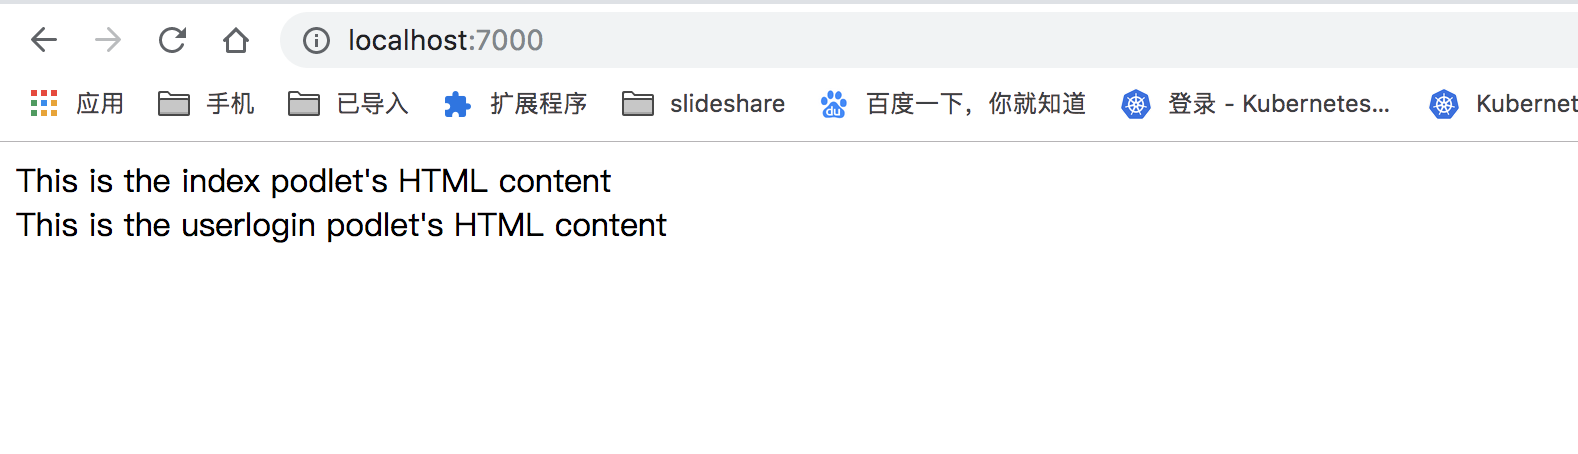 localhost:7000
应用 手机 已导入 扩展程序 slideshare du 百度一下，你就知道 登录 - Kubernetes... Kubernet
This is the index podlet's HTML content
This is the userlogin podlet's HTML content